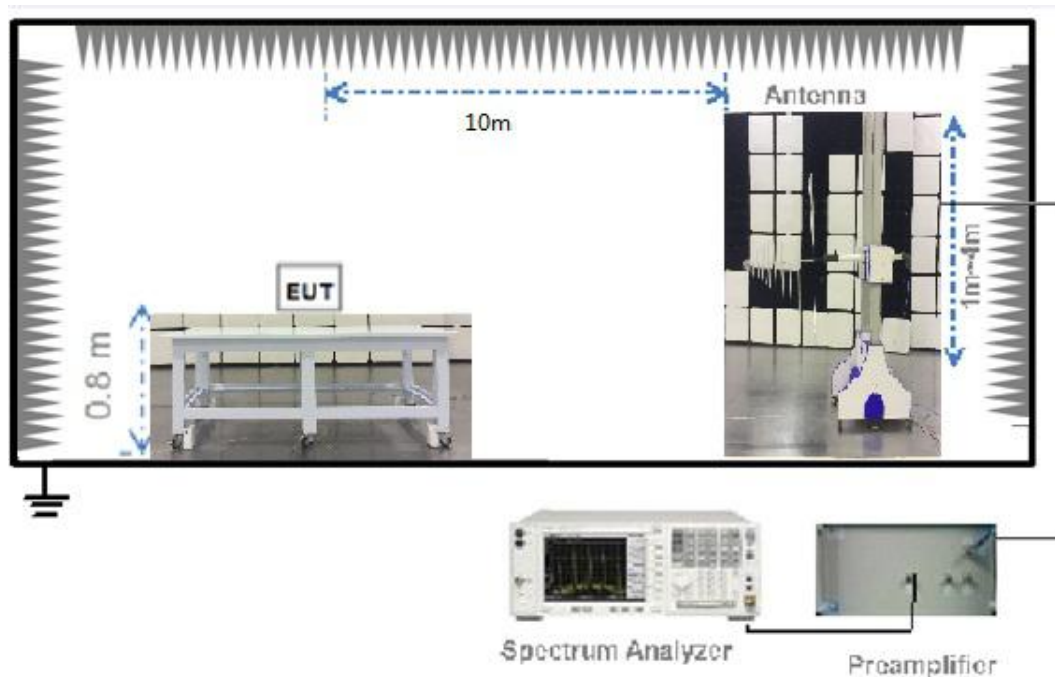 Antenna
10m
1m-4m
EUT
0.8 m
Spectrum Analyzer
Preamplifier